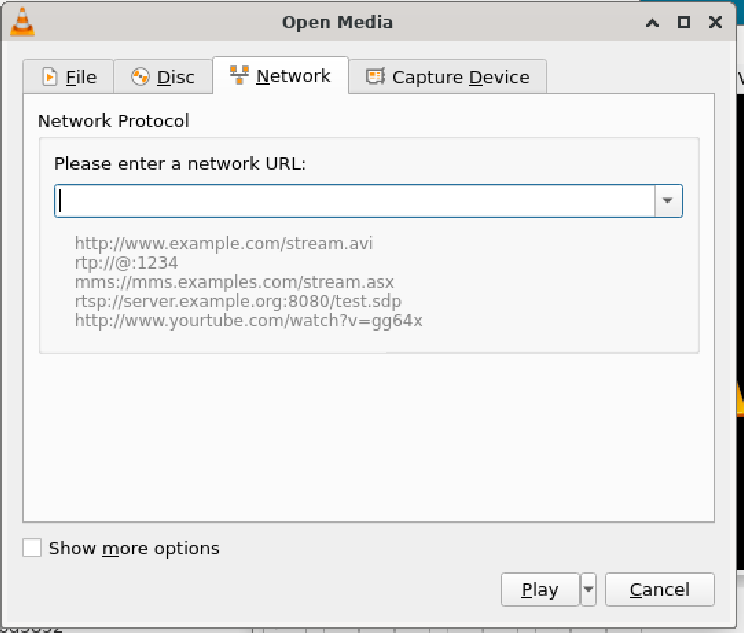 Open Media
File
Disc
Network
Capture Device
Network Protocol
Please enter a network URL:
http://www.example.com/stream.avi
rtp://@:1234
mms://mms.examples.com/stream.asx
rtsp://server.example.org:8080/test.sdp
http://www.yourtube.com/watch?v=gg64x
Show more options
Play
Cancel